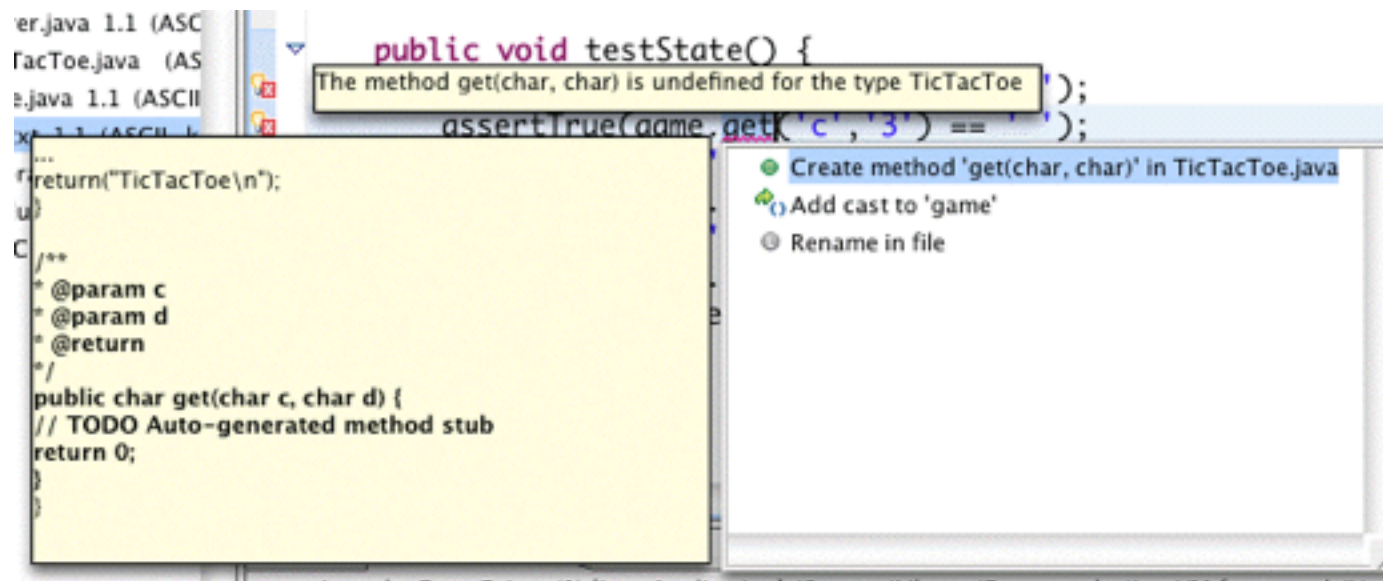 er.java 1.1 (ASC
TacToe.java (AS
e.java 1.1 (ASCII
public void testState() {
The method get(char, char) is undefined for the type TicTacToe
');
assertTrue(game.get('c','3') == ' ');
...
return("TicTacToe\n");
}
/**
* @param c
* @param d
* @return
*/
public char get(char c, char d) {
// TODO Auto-generated method stub
return 0;
}
}
Create method 'get(char, char)' in TicTacToe.java
Add cast to 'game'
Rename in file